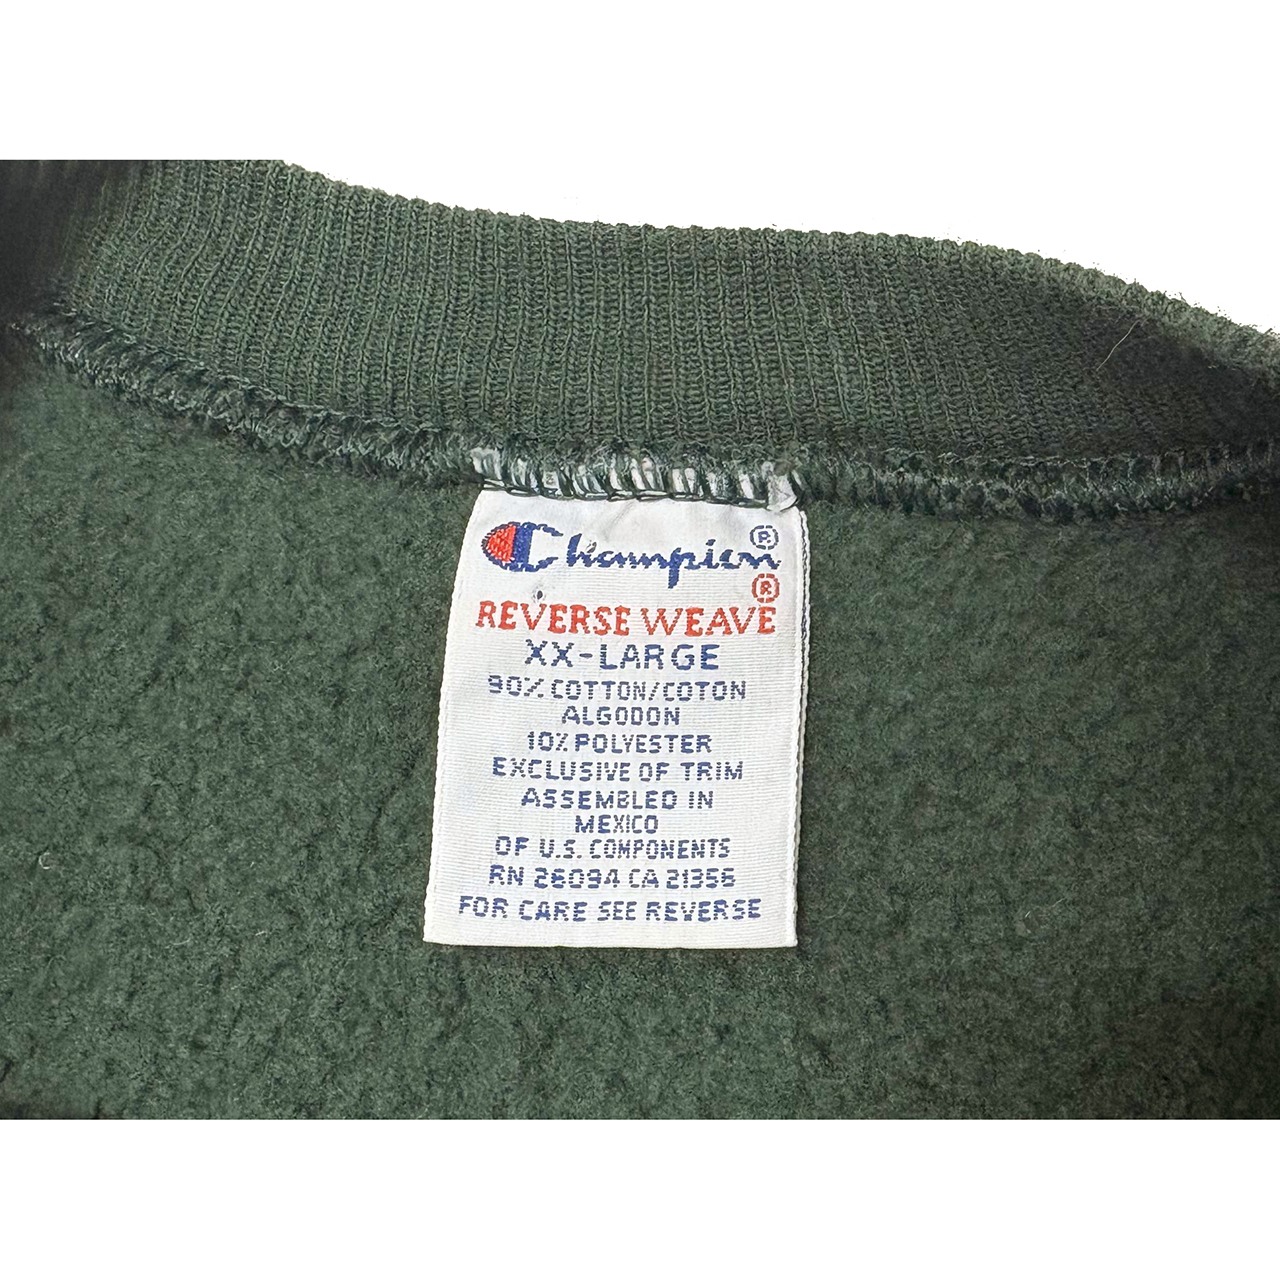 Champion®
®
REVERSE WEAVE
XX-LARGE
90% COTTON/COTON
ALGODON
10% POLYESTER
EXCLUSIVE OF TRIM
ASSEMBLED IN
MEXICO
OF U.S. COMPONENTS
RN 26094 CA 21356
FOR CARE SEE REVERSE